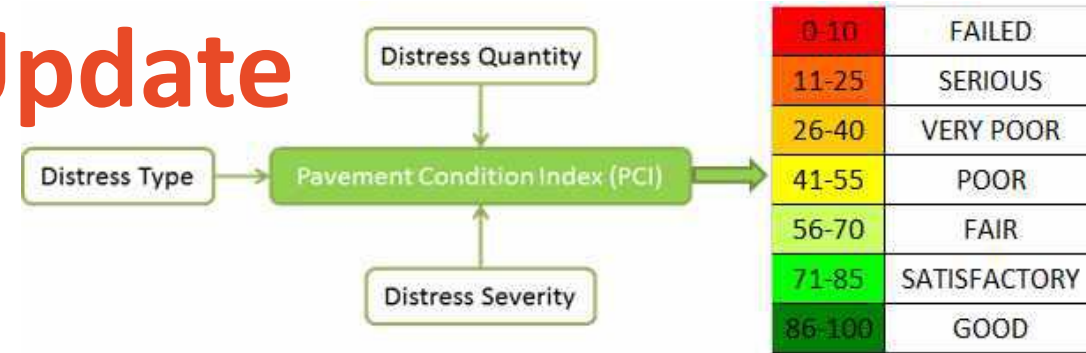 Update
Distress Quantity
Distress Type
Pavement Condition Index (PCI)
Distress Severity
0-10 FAILED
11-25 SERIOUS
26-40 VERY POOR
41-55 POOR
56-70 FAIR
71-85 SATISFACTORY
86-100 GOOD